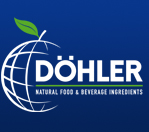 DÖHLER
NATURAL FOOD & BEVERAGE INGREDIENTS